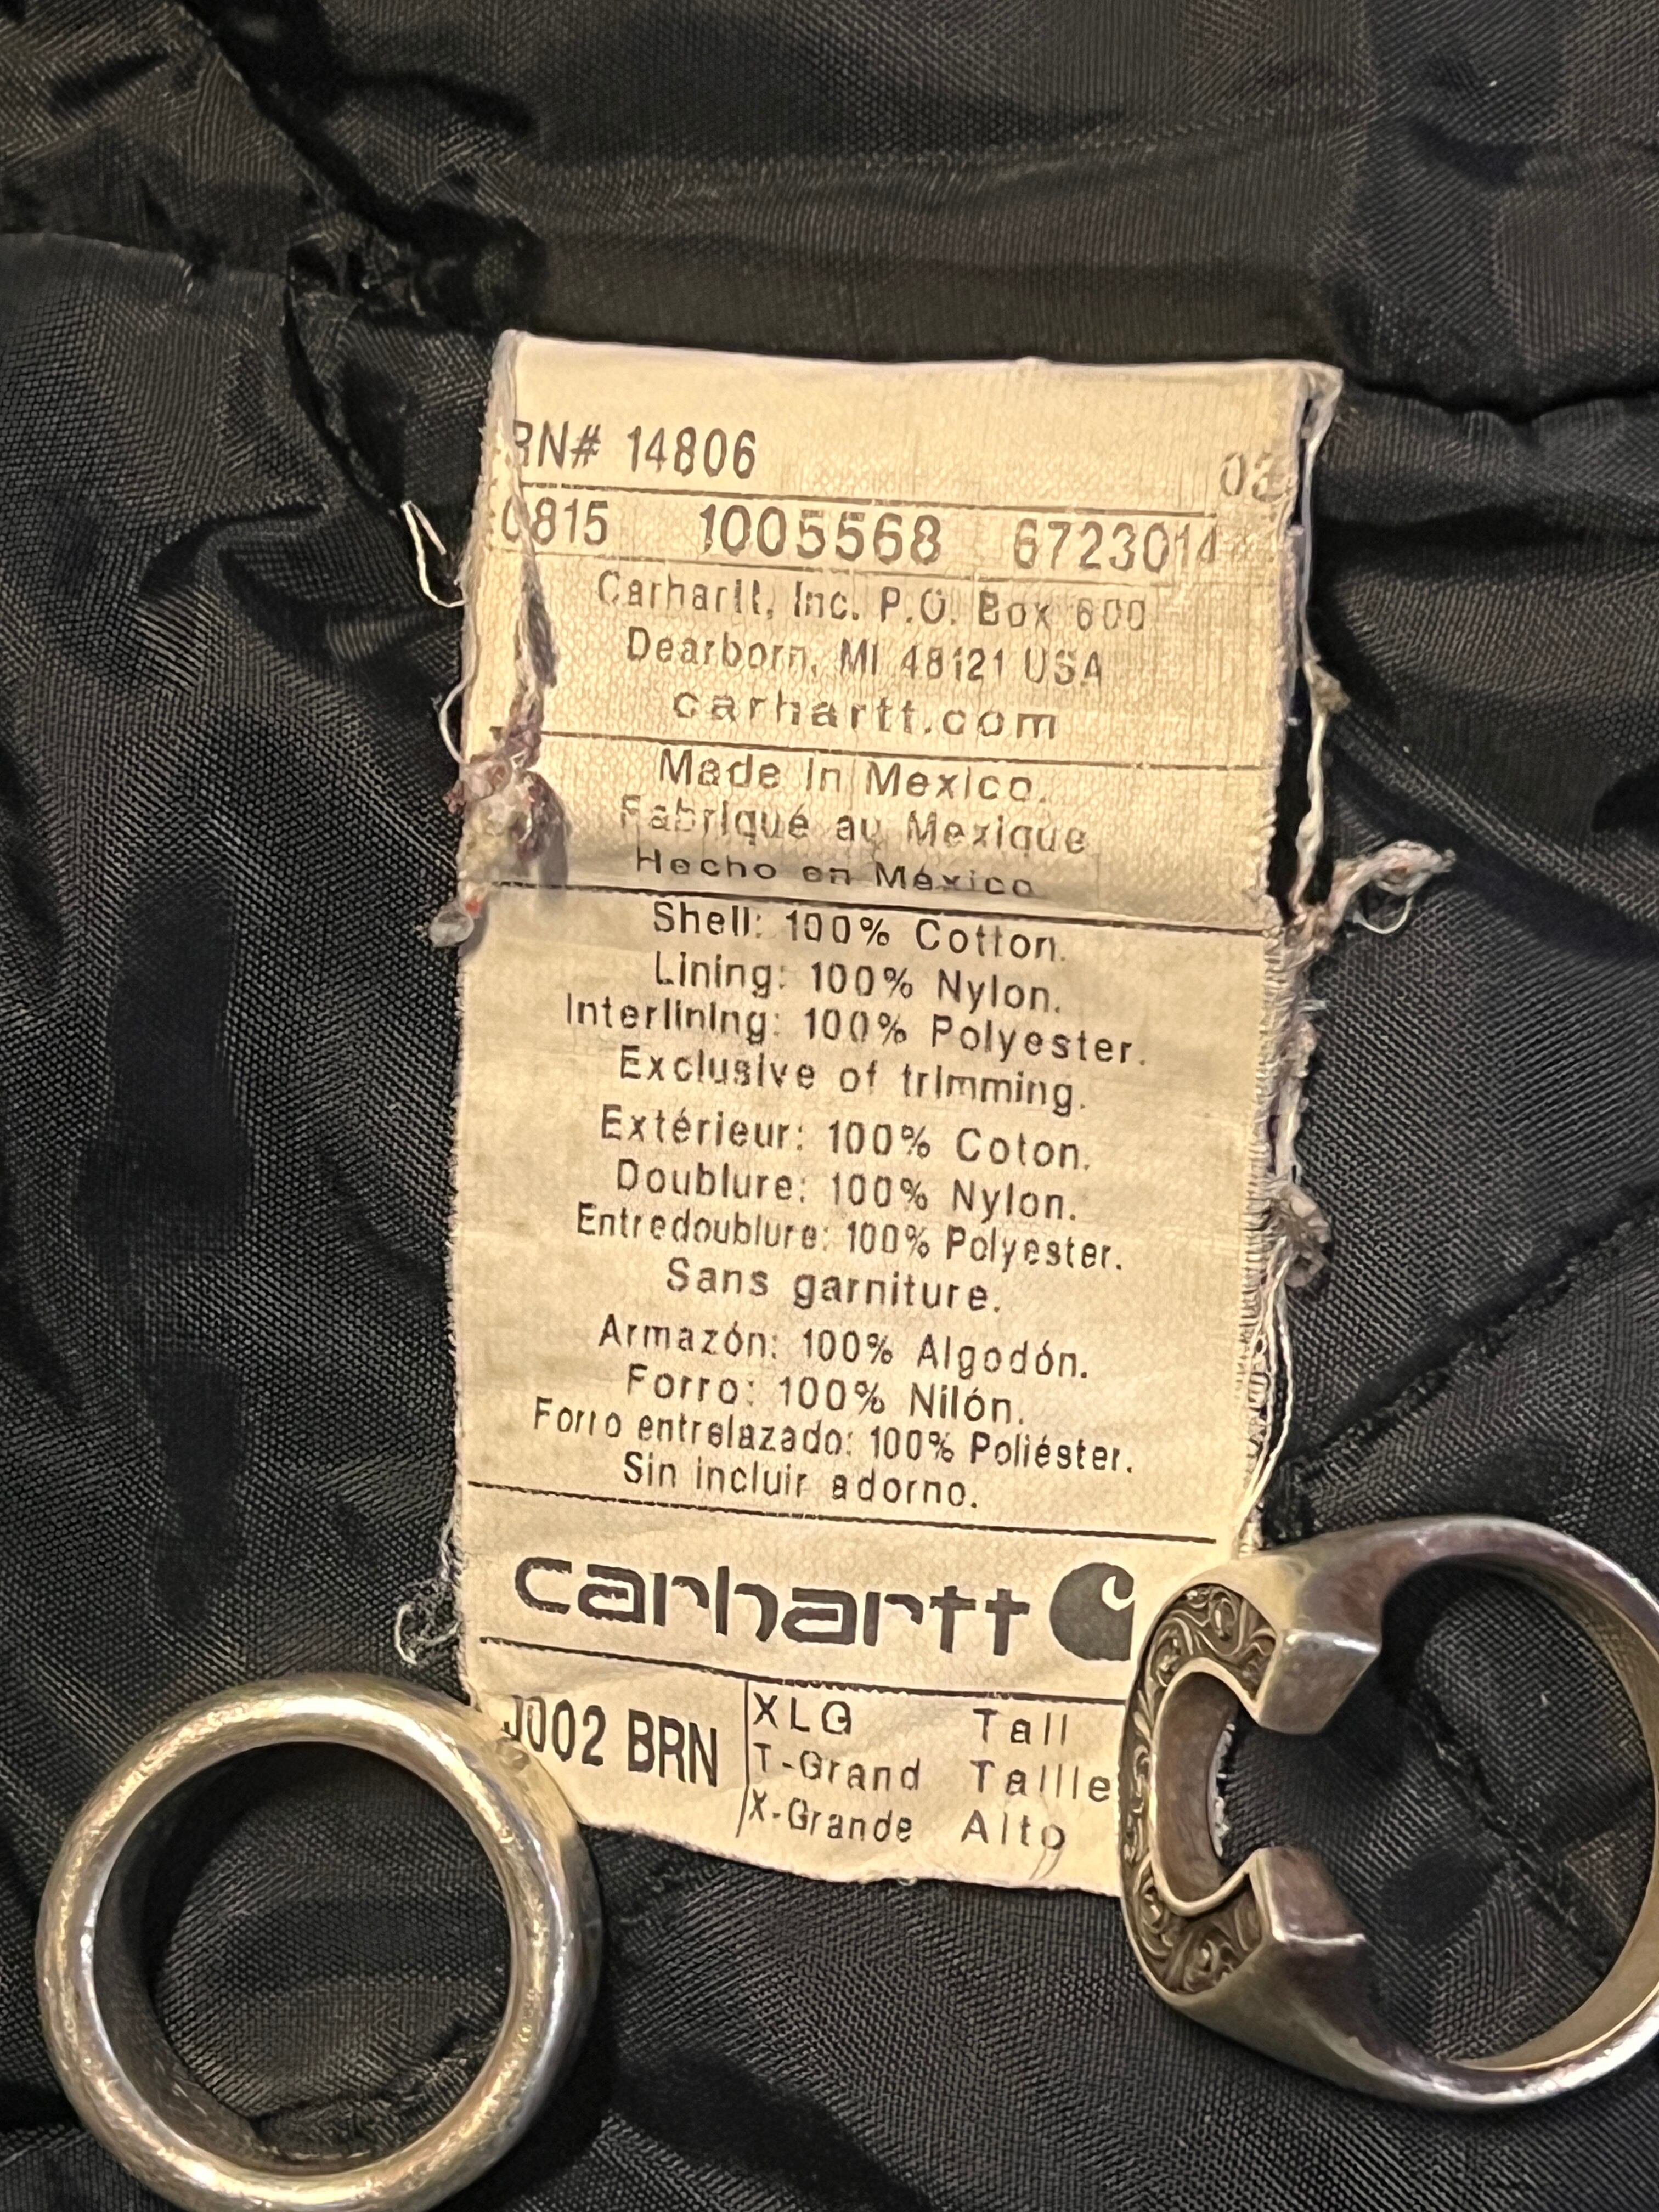 RN# 14806 03
0815 1005568 6723014
Carhartt, Inc. P.O. Box 600
Dearborn, MI 48121 USA
carhartt.com
Made in Mexico.
Fabriqué au Mexique
Hecho en México
Shell: 100% Cotton.
Lining: 100% Nylon.
Interlining: 100% Polyester.
Exclusive of trimming.
Extérieur: 100% Coton.
Doublure: 100% Nylon.
Entredoublure: 100% Polyester.
Sans garniture.
Armazón: 100% Algodón.
Forro: 100% Nilón.
Forro entrelazado: 100% Poliéster.
Sin incluir adorno.
carhartt
J002 BRN
XLG Tall
T-Grand Taille
X-Grande Alto